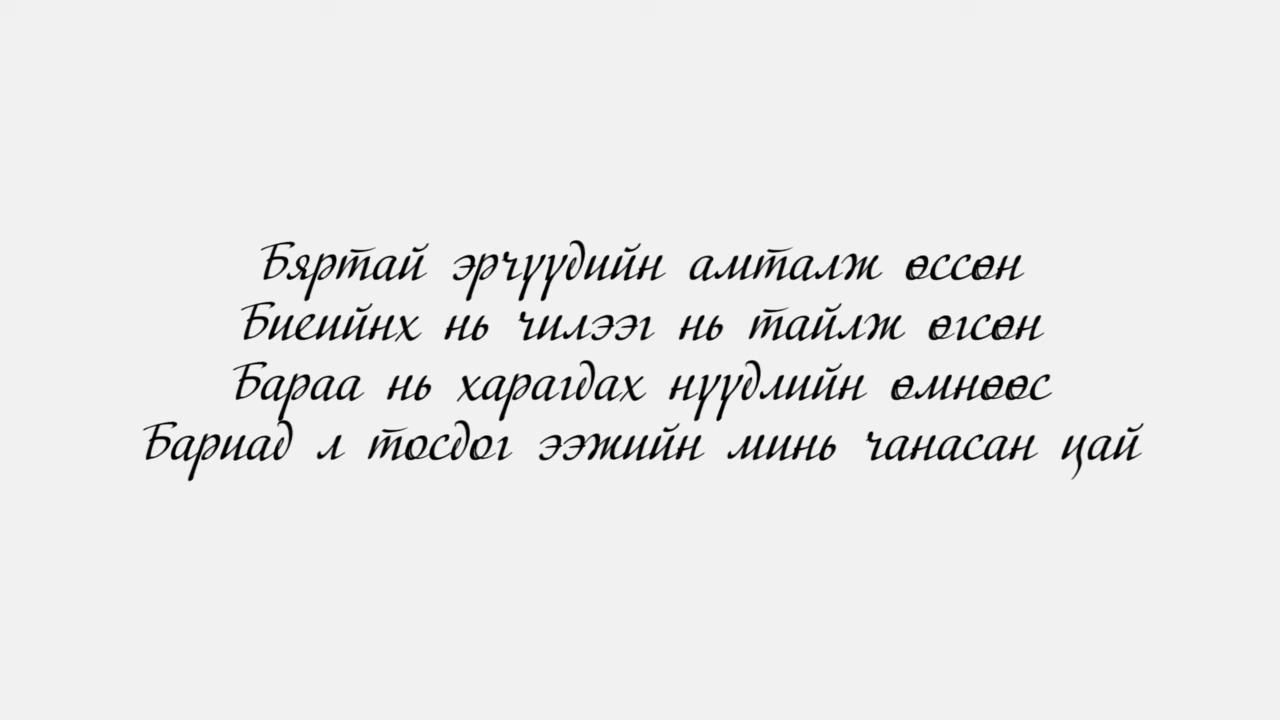 Бяртай эрчүүдийн амталж өссөн
Биеийнх нь чилээг нь тайлж өгсөн
Бараа нь харагдах нүүдлийн өмнөөс
Бариад л тосдог ээжийн минь чанасан цай